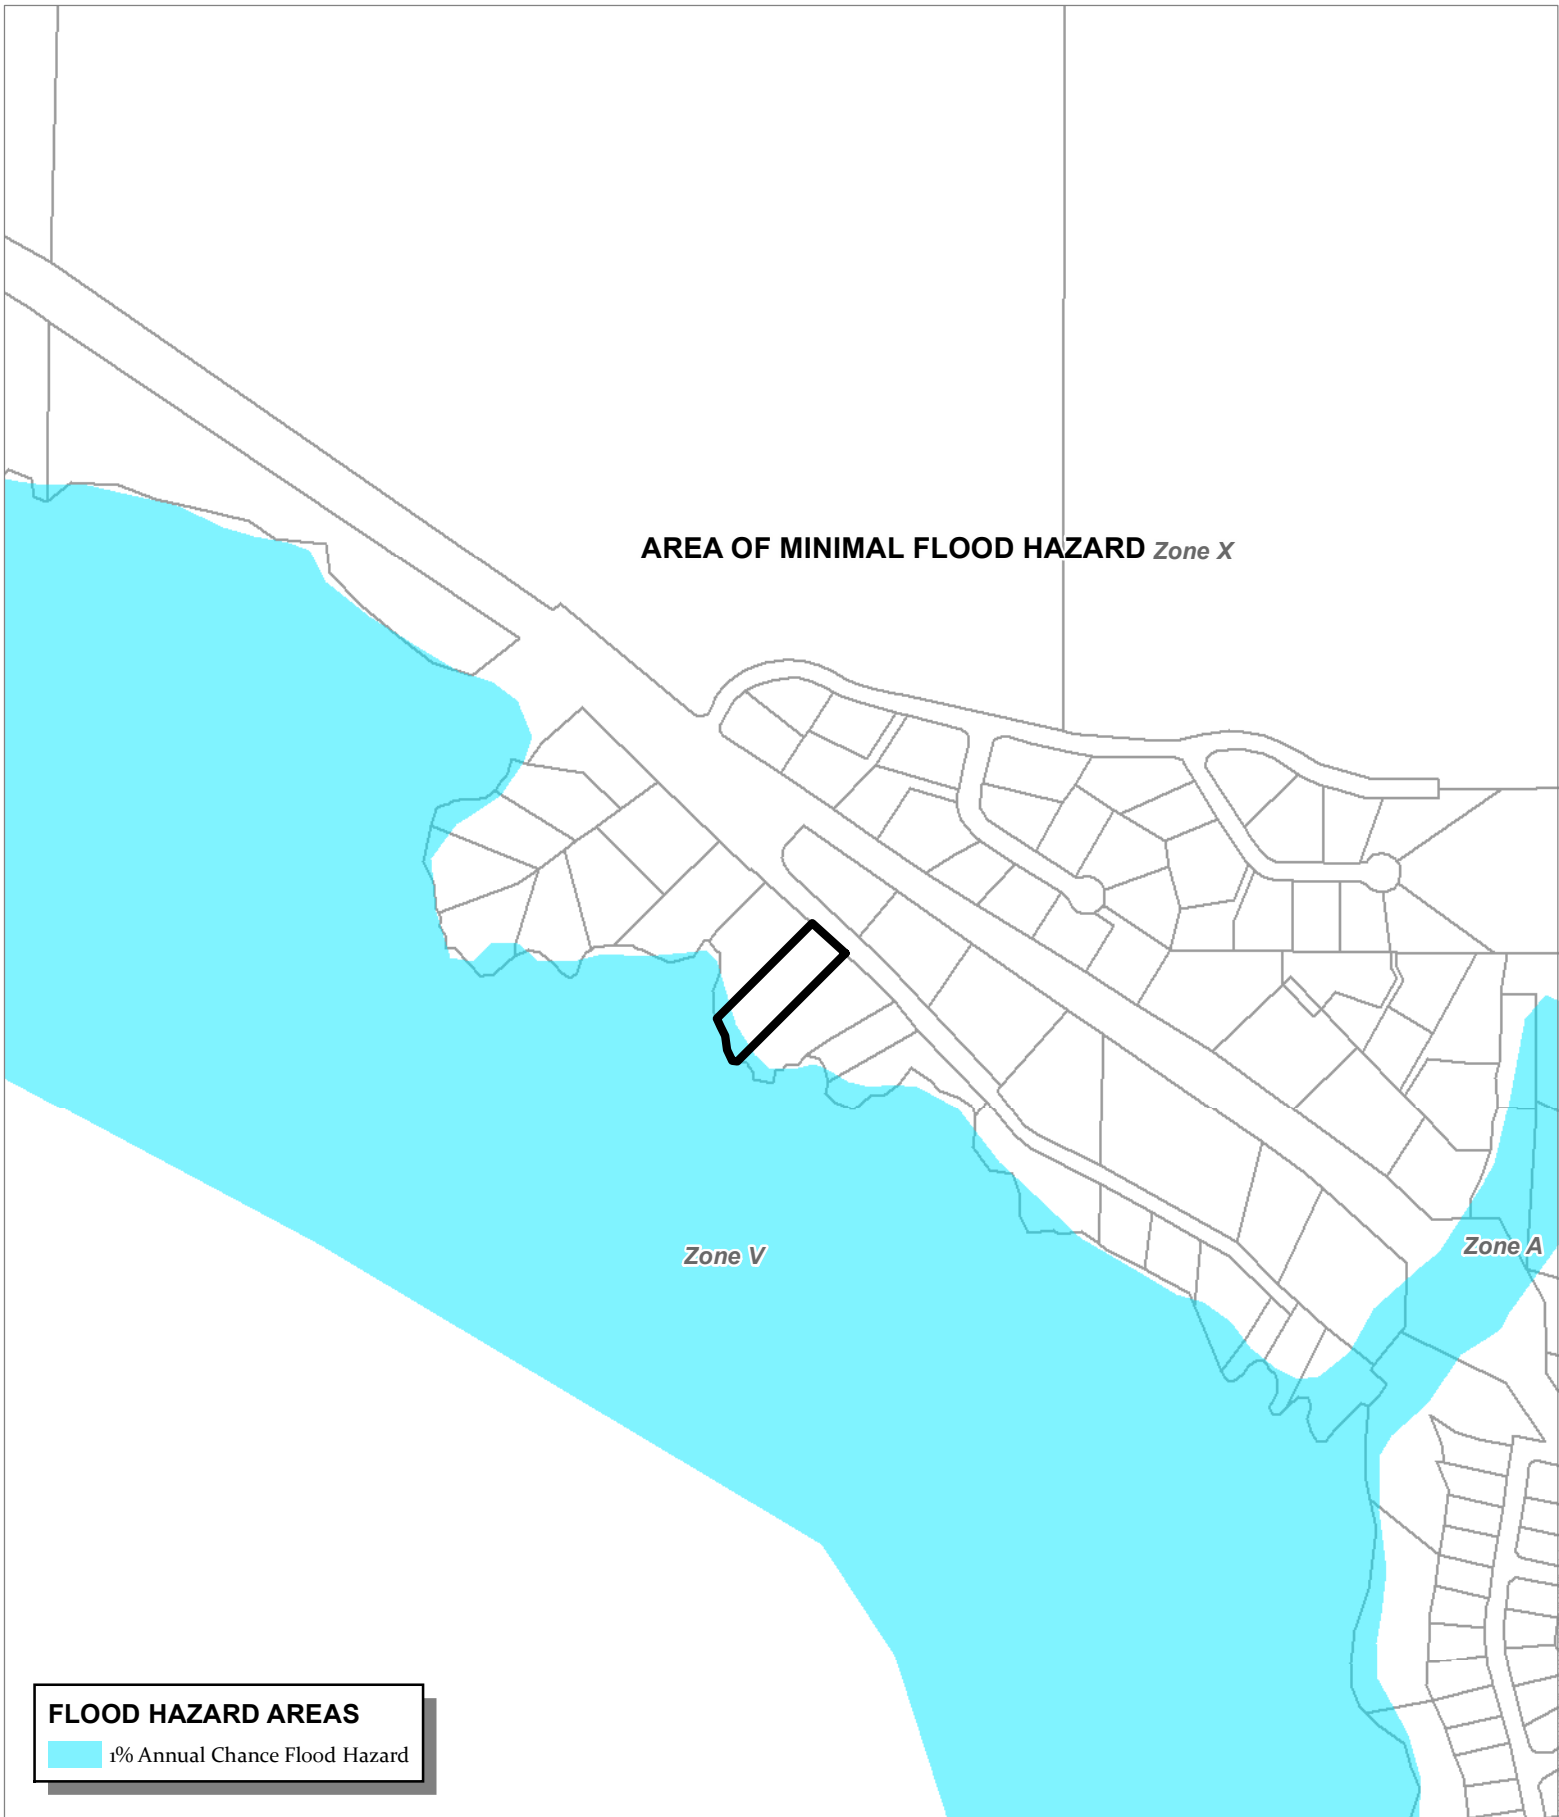 AREA OF MINIMAL FLOOD HAZARD Zone X
Zone V
Zone A
FLOOD HAZARD AREAS
1% Annual Chance Flood Hazard